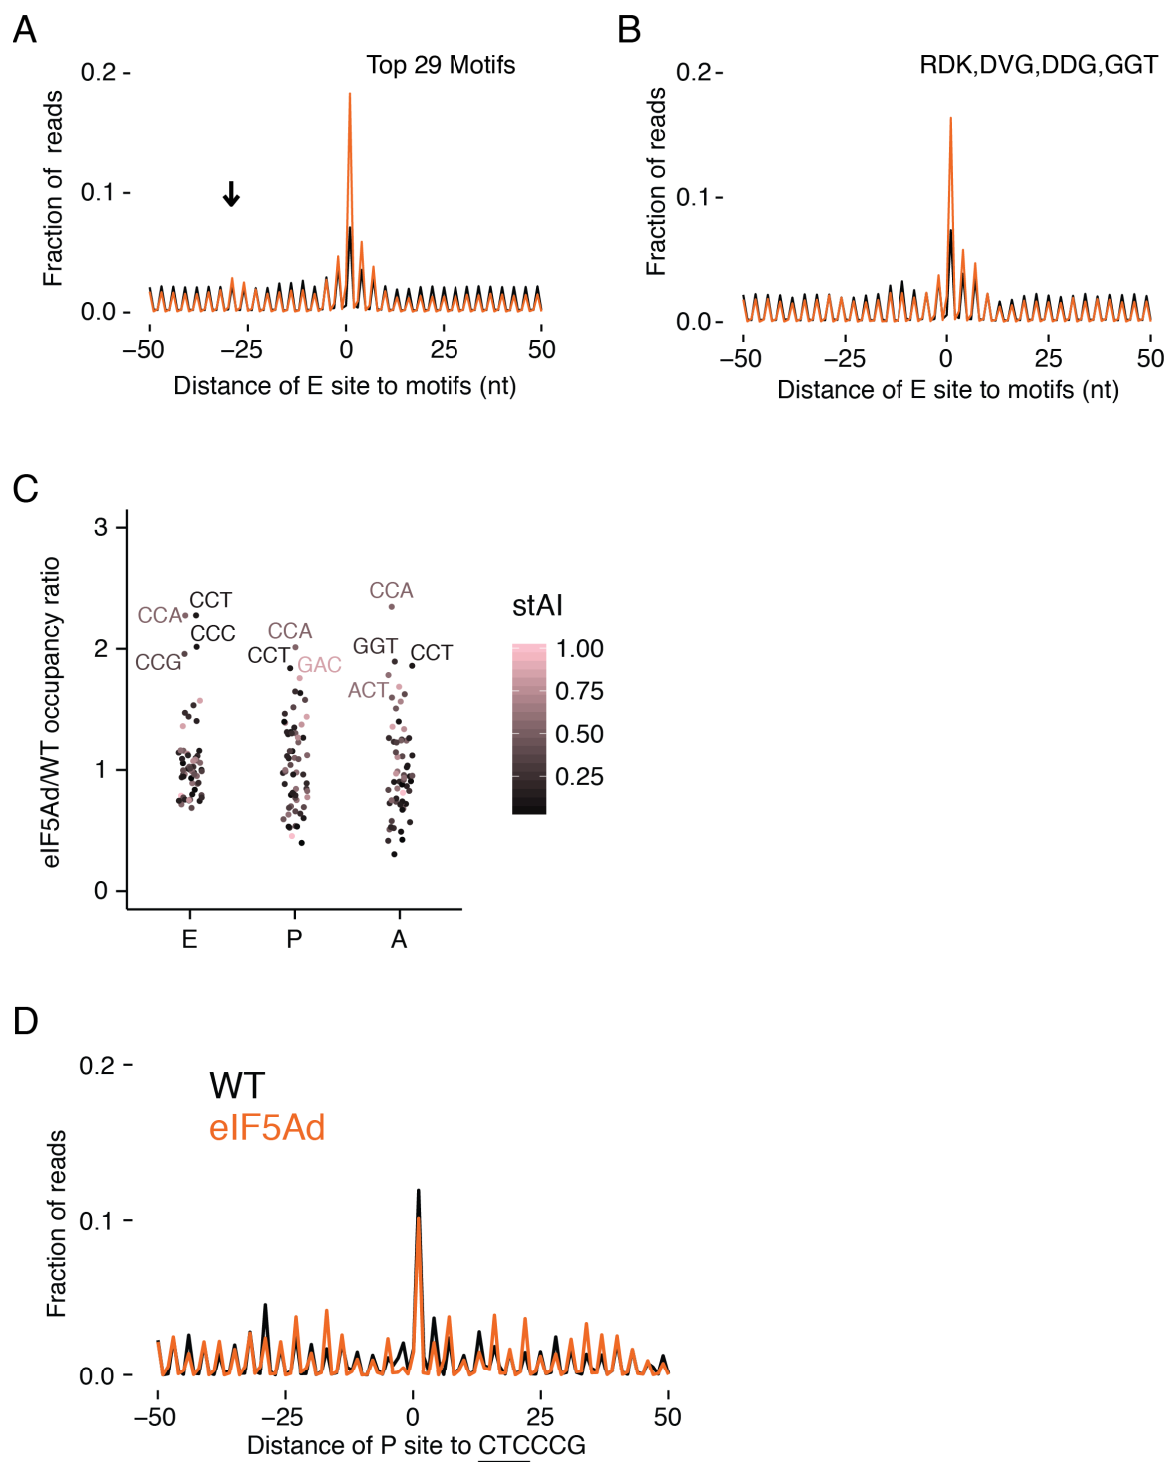 A
Top 29 Motifs
Fraction of reads
0.2
0.1
0.0
−50 −25 0 25 50
Distance of E site to motifs (nt)
B
RDK,DVG,DDG,GGT
Fraction of reads
0.2
0.1
0.0
−50 −25 0 25 50
Distance of E site to motifs (nt)
C
eIF5Ad/WT occupancy ratio
3
2
1
0
CCA CCT
CCC
CCG
CCA
CCT GAC
CCA
GGT CCT
ACT
E P A
stAI
1.00
0.75
0.50
0.25
D
WT
eIF5Ad
Fraction of reads
0.2
0.1
0.0
−50 −25 0 25 50
Distance of P site to CTCCCG